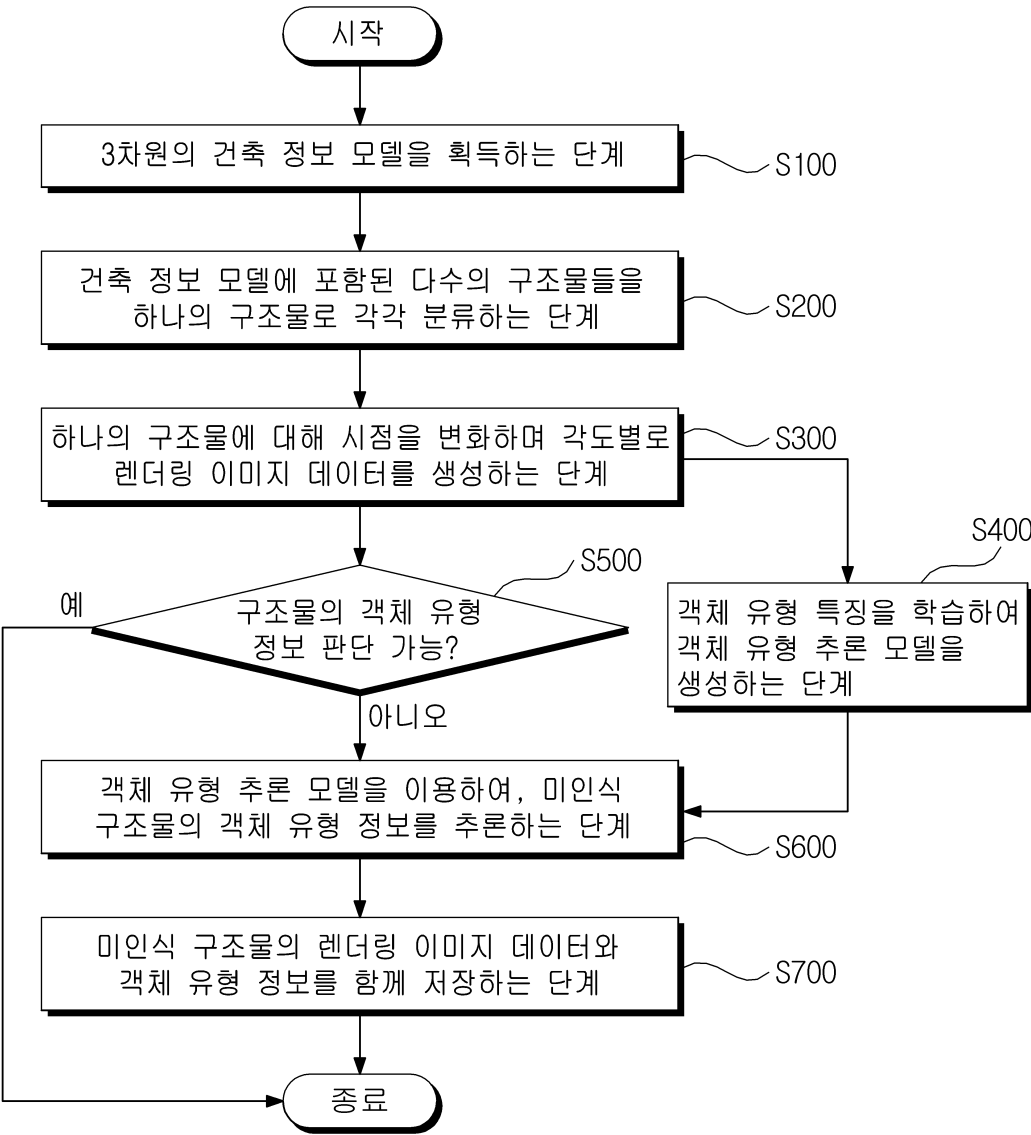 시작
3차원의 건축 정보 모델을 획득하는 단계
S100
건축 정보 모델에 포함된 다수의 구조물들을
하나의 구조물로 각각 분류하는 단계
S200
하나의 구조물에 대해 시점을 변화하며 각도별로
렌더링 이미지 데이터를 생성하는 단계
S300
S400
객체 유형 특징을 학습하여
객체 유형 추론 모델을
생성하는 단계
S500
구조물의 객체 유형
정보 판단 가능?
예
아니오
객체 유형 추론 모델을 이용하여, 미인식
구조물의 객체 유형 정보를 추론하는 단계
S600
미인식 구조물의 렌더링 이미지 데이터와
객체 유형 정보를 함께 저장하는 단계
S700
종료